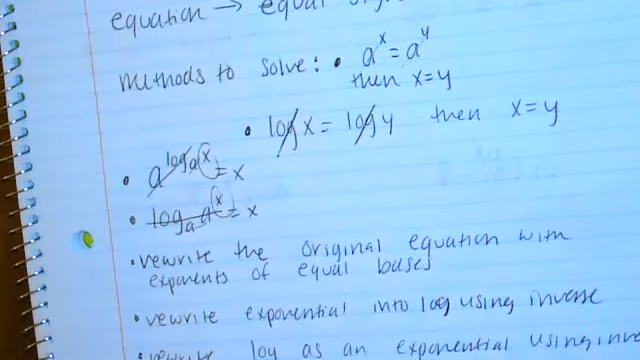 equation → equal
methods to solve: • a^x = a^y
then x=y
• log x = log y then x=y
• a^log_a(x) = x
• log_a a^(x) = x
• rewrite the original equation with
exponents of equal bases
• rewrite exponential into log using inverse
• rewrite log as an exponential using